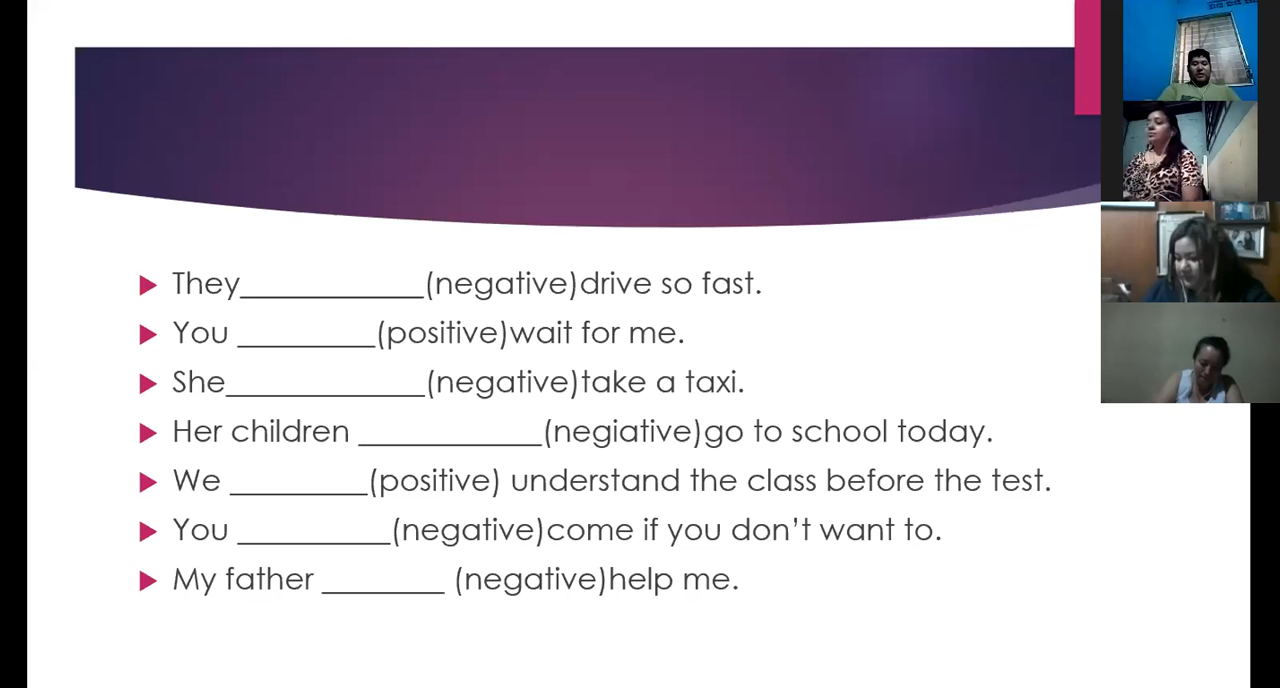 They____________(negative)drive so fast.
You _________(positive)wait for me.
She_____________(negative)take a taxi.
Her children ____________(negiative)go to school today.
We _________(positive) understand the class before the test.
You __________(negative)come if you don’t want to.
My father ________ (negative)help me.